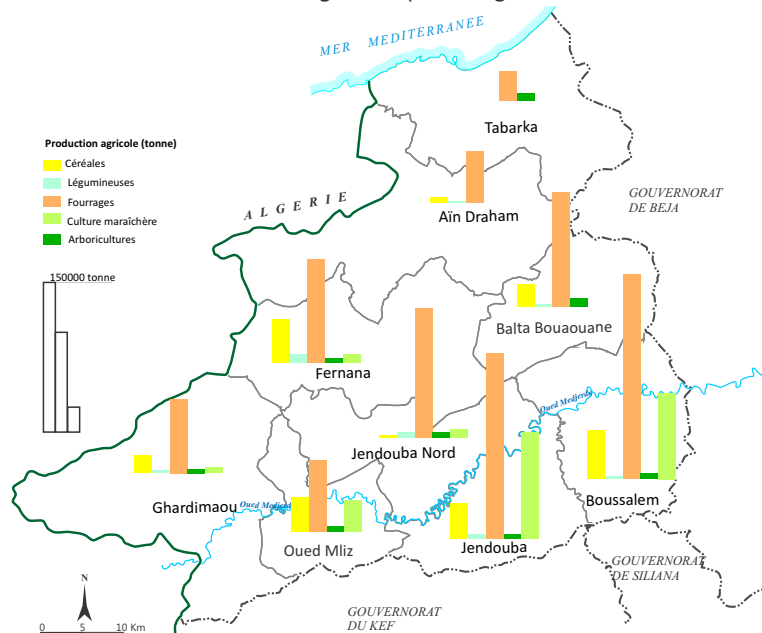 MER MEDITERRANEE
Tabarka
Production agricole (tonne)
Céréales
Légumineuses
Fourrages
Culture maraîchère
Arboricultures
ALGERIE
Aïn Draham
GOUVERNORAT
DE BEJA
150000 tonne
Balta Bouaouane
Fernana
Oued Medjerda
Jendouba Nord
Ghardimaou
Oued Medjerda
Boussalem
Oued Mliz
Jendouba
GOUVERNORAT
DE SILIANA
N
GOUVERNORAT
DU KEF
0 5 10 Km